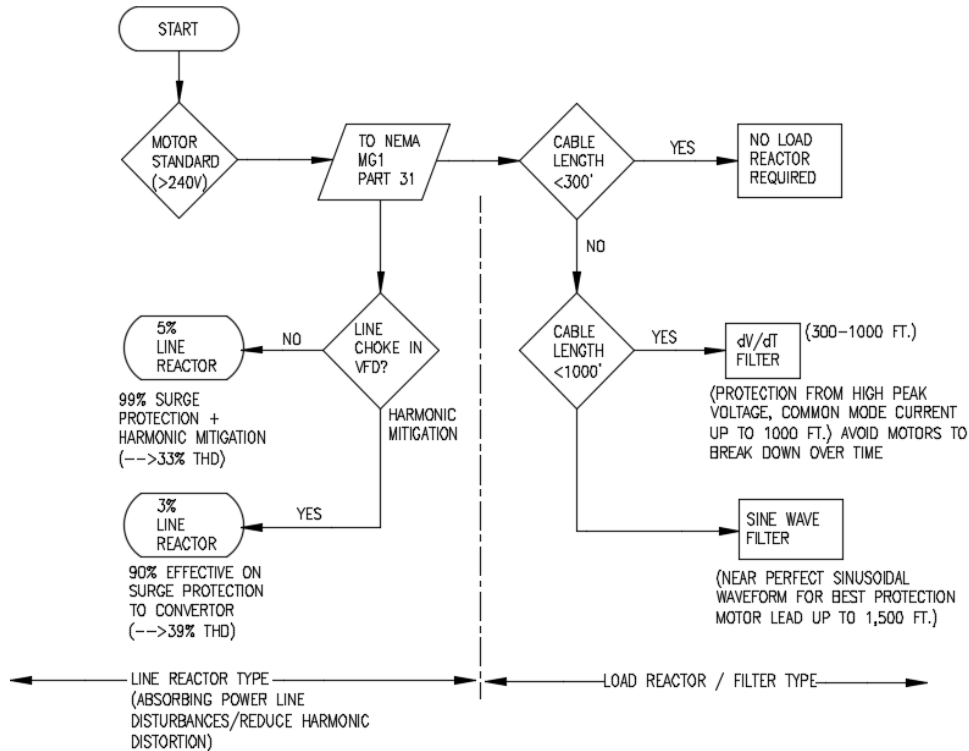 START
MOTOR
STANDARD
(>240V)
TO NEMA
MG1
PART 31
CABLE
LENGTH
<300'
YES
NO LOAD
REACTOR
REQUIRED
NO
5%
LINE
REACTOR
NO
LINE
CHOKE IN
VFD?
CABLE
LENGTH
<1000'
YES
dV/dT
FILTER
(300-1000 FT.)
99% SURGE
PROTECTION +
HARMONIC MITIGATION
(-->33% THD)
HARMONIC
MITIGATION
(PROTECTION FROM HIGH PEAK
VOLTAGE, COMMON MODE CURRENT
UP TO 1000 FT.) AVOID MOTORS TO
BREAK DOWN OVER TIME
3%
LINE
REACTOR
YES
SINE WAVE
FILTER
90% EFFECTIVE ON
SURGE PROTECTION
TO CONVERTOR
(-->39% THD)
(NEAR PERFECT SINUSOIDAL
WAVEFORM FOR BEST PROTECTION
MOTOR LEAD UP TO 1,500 FT.)
LINE REACTOR TYPE
(ABSORBING POWER LINE
DISTURBANCES/REDUCE HARMONIC
DISTORTION)
LOAD REACTOR / FILTER TYPE